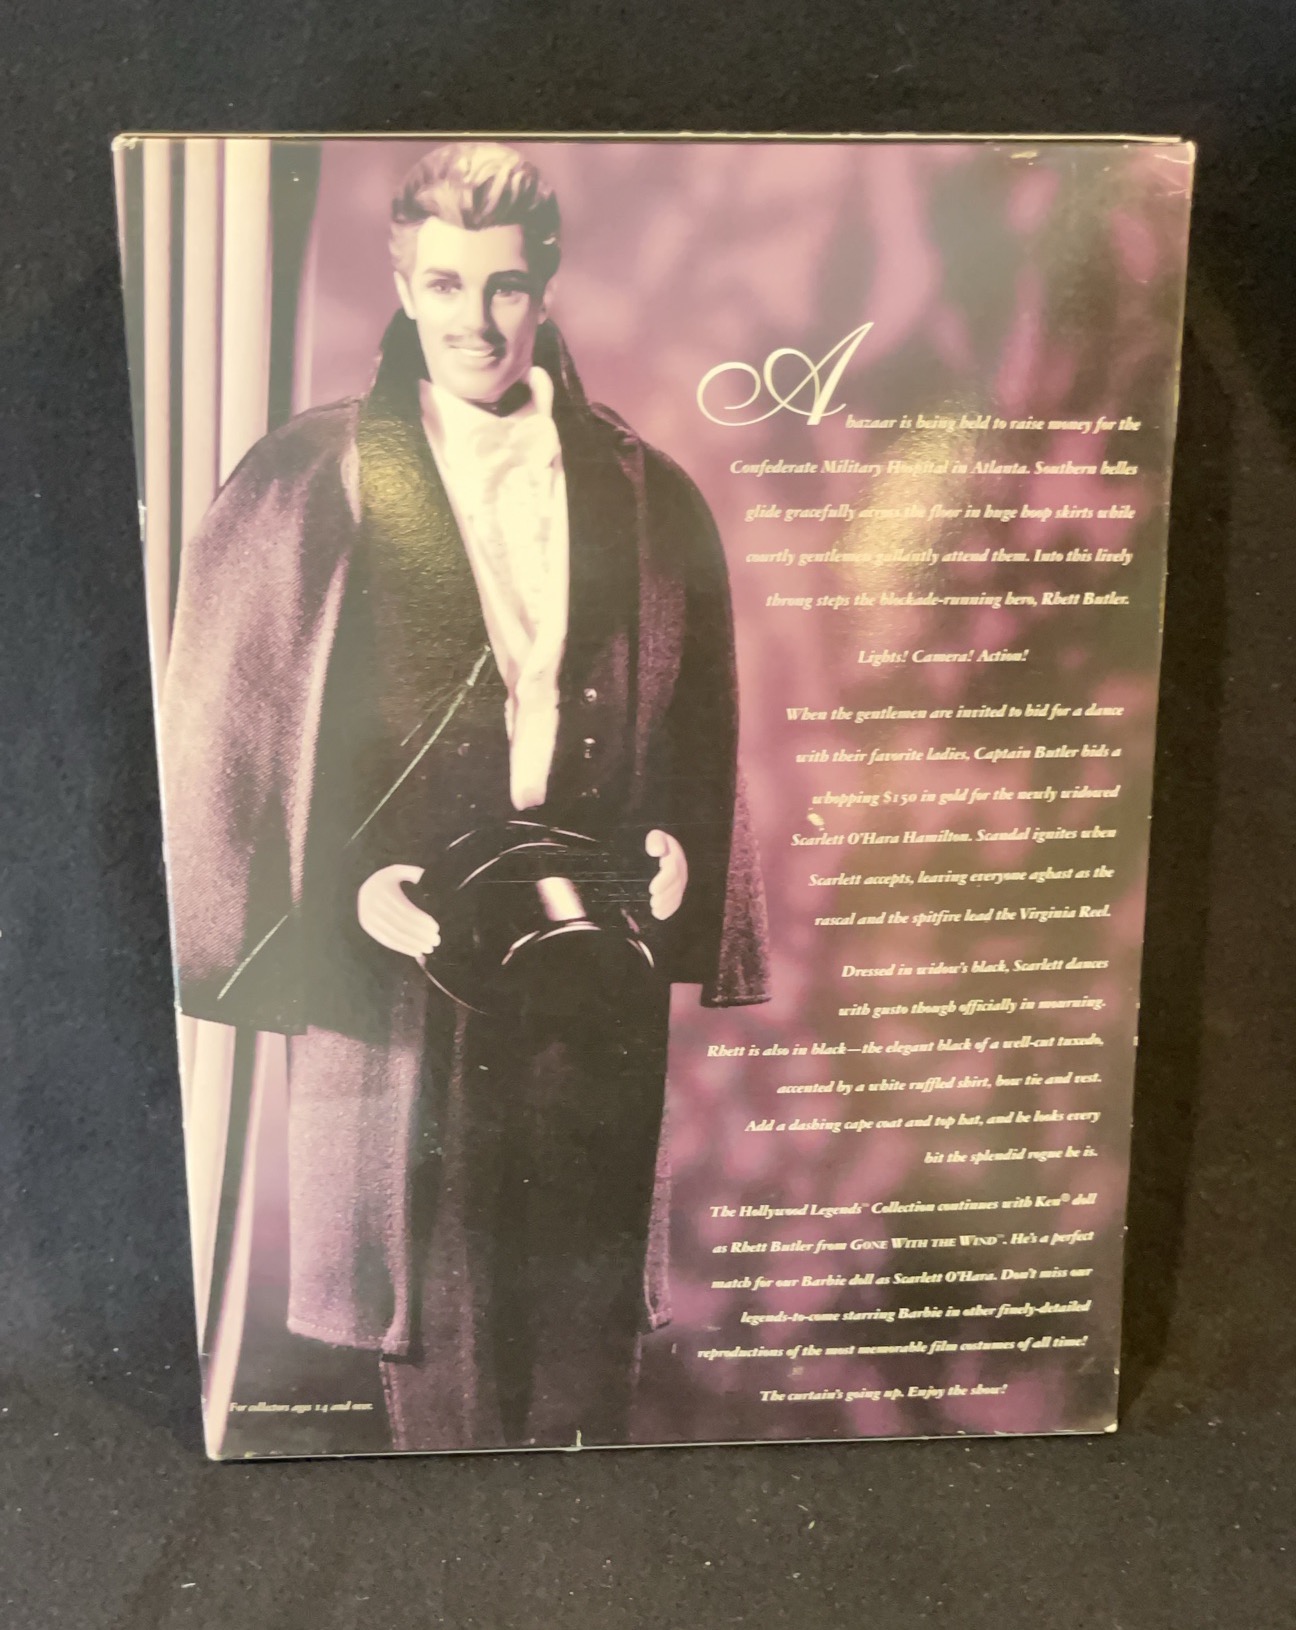 A bazaar is being held to raise money for the
Confederate Military Hospital in Atlanta. Southern belles
glide gracefully across the floor in huge hoop skirts while
courtly gentlemen gallantly attend them. Into this lively
throng steps the blockade-running hero, Rhett Butler.
Lights! Camera! Action!
When the gentlemen are invited to bid for a dance
with their favorite ladies, Captain Butler bids a
whopping $150 in gold for the newly widowed
Scarlett O'Hara Hamilton. Scandal ignites when
Scarlett accepts, leaving everyone aghast as the
rascal and the spitfire lead the Virginia Reel.
Dressed in widow's black, Scarlett dances
with gusto though officially in mourning.
Rhett is also in black—the elegant black of a well-cut tuxedo,
accented by a white ruffled shirt, bow tie and vest.
Add a dashing cape coat and top hat, and he looks every
bit the splendid rogue he is.
The Hollywood Legends™ Collection continues with Ken® doll
as Rhett Butler from GONE WITH THE WIND™. He's a perfect
match for our Barbie doll as Scarlett O'Hara. Don't miss our
legends-to-come starring Barbie in other finely-detailed
reproductions of the most memorable film costumes of all time!
The curtain's going up. Enjoy the show!
For collectors ages 14 and over.